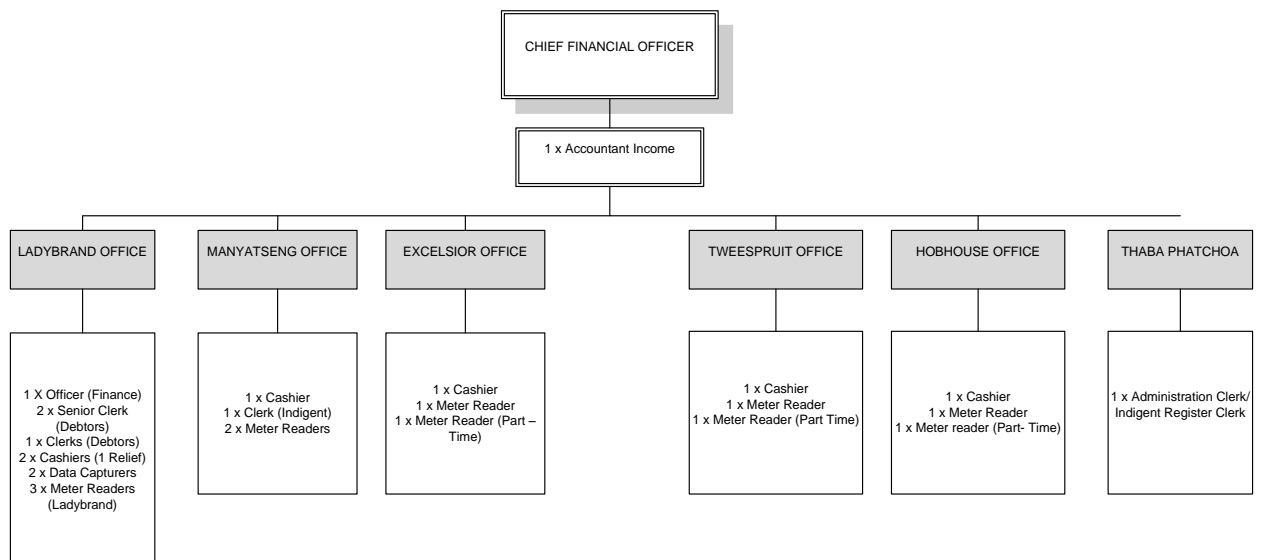 CHIEF FINANCIAL OFFICER
1 x Accountant Income
LADYBRAND OFFICE
MANYATSENG OFFICE
EXCELSIOR OFFICE
TWEESPRUIT OFFICE
HOBHOUSE OFFICE
THABA PHATCHOA
1 X Officer (Finance)
2 x Senior Clerk
(Debtors)
1 x Clerks (Debtors)
2 x Cashiers (1 Relief)
2 x Data Capturers
3 x Meter Readers
(Ladybrand)
1 x Cashier
1 x Clerk (Indigent)
2 x Meter Readers
1 x Cashier
1 x Meter Reader
1 x Meter Reader (Part –
Time)
1 x Cashier
1 x Meter Reader
1 x Meter Reader (Part Time)
1 x Cashier
1 x Meter Reader
1 x Meter reader (Part- Time)
1 x Administration Clerk/
Indigent Register Clerk